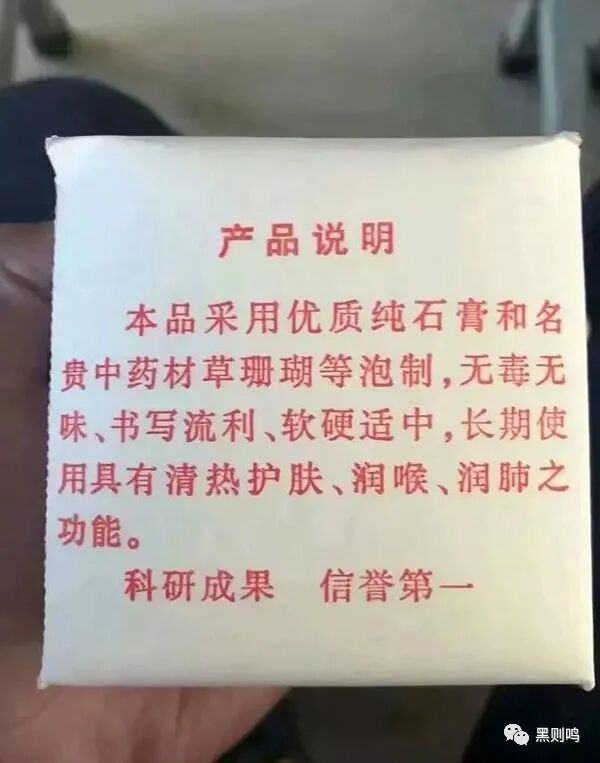 产品说明
本品采用优质纯石膏和名
贵中药材草珊瑚等泡制,无毒无
味、书写流利、软硬适中,长期使
用具有清热护肤、润喉、润肺之
功能。
科研成果 信誉第一
黑则鸣